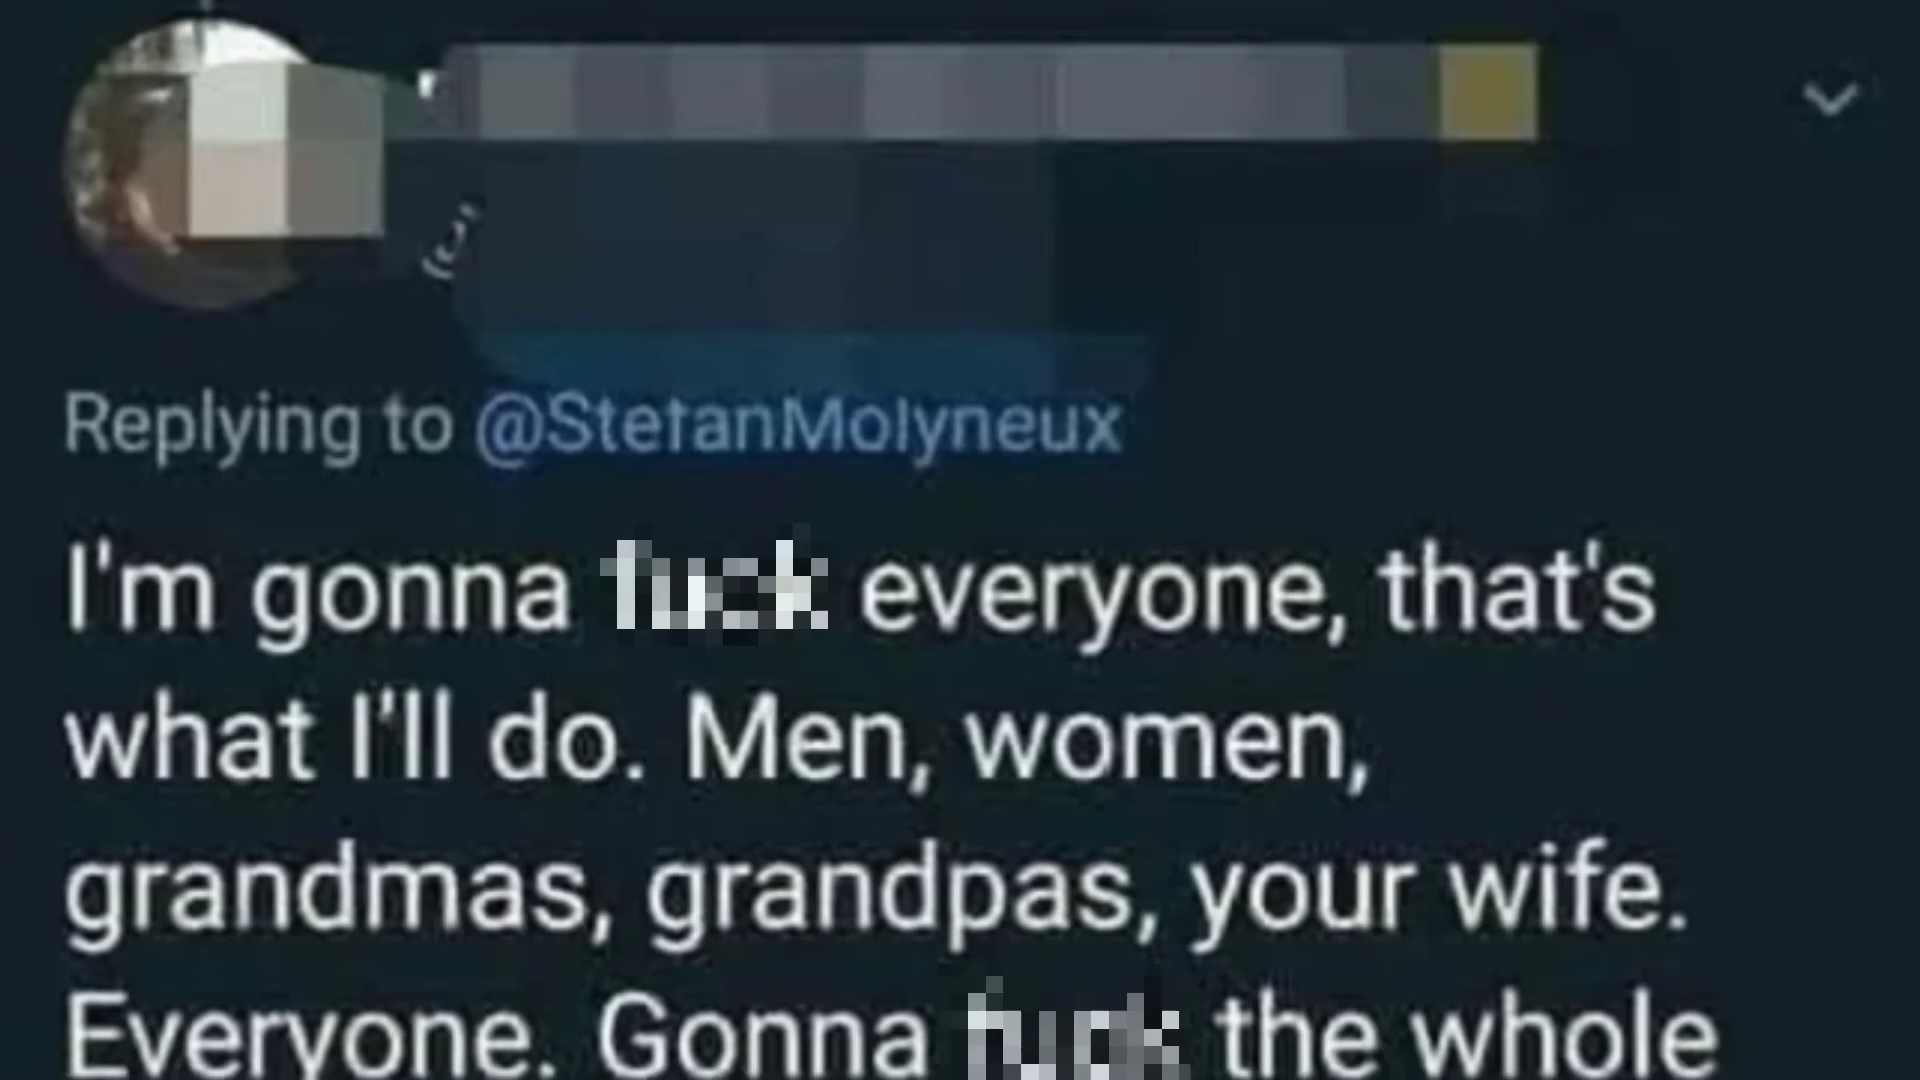 Replying to @StefanMolyneux
I'm gonna fuck everyone, that's
what I'll do. Men, women,
grandmas, grandpas, your wife.
Everyone. Gonna fuck the whole